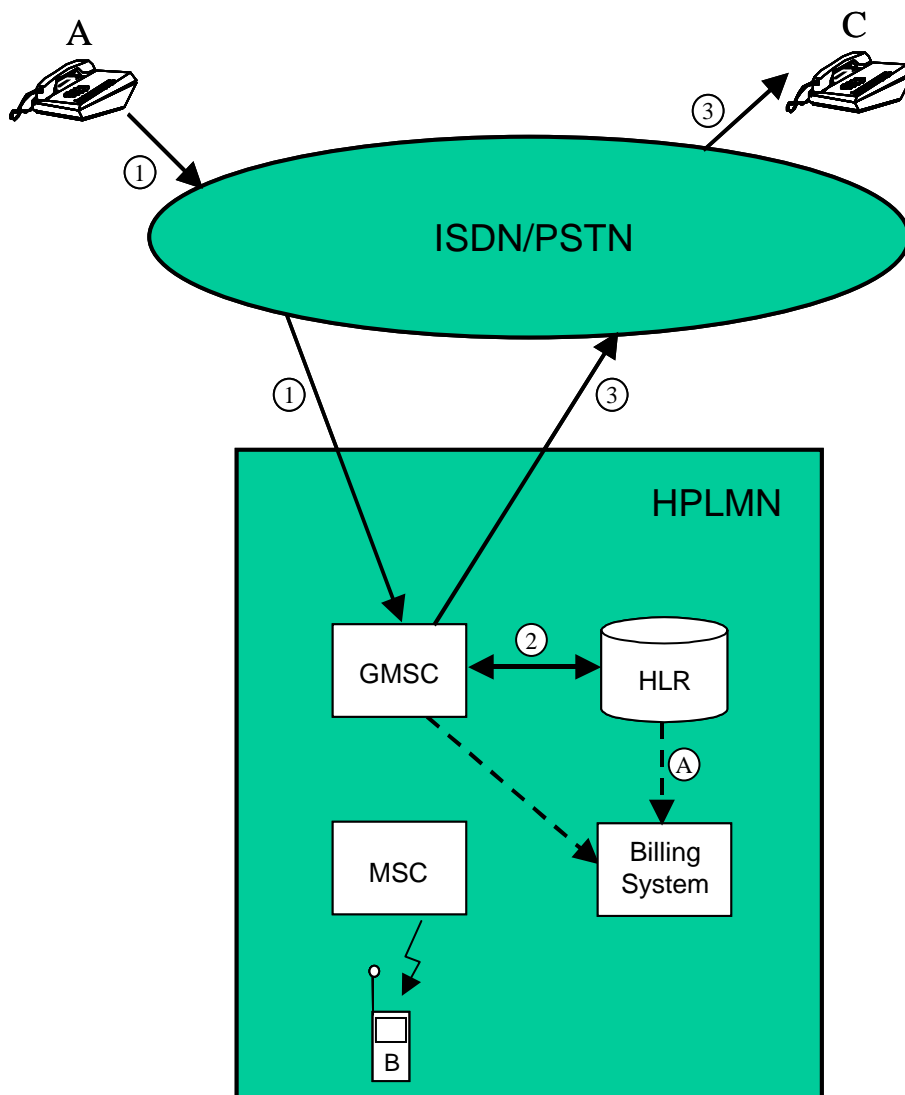 A
C
3
1
ISDN/PSTN
1
3
HPLMN
GMSC
2
HLR
A
MSC
Billing
System
B